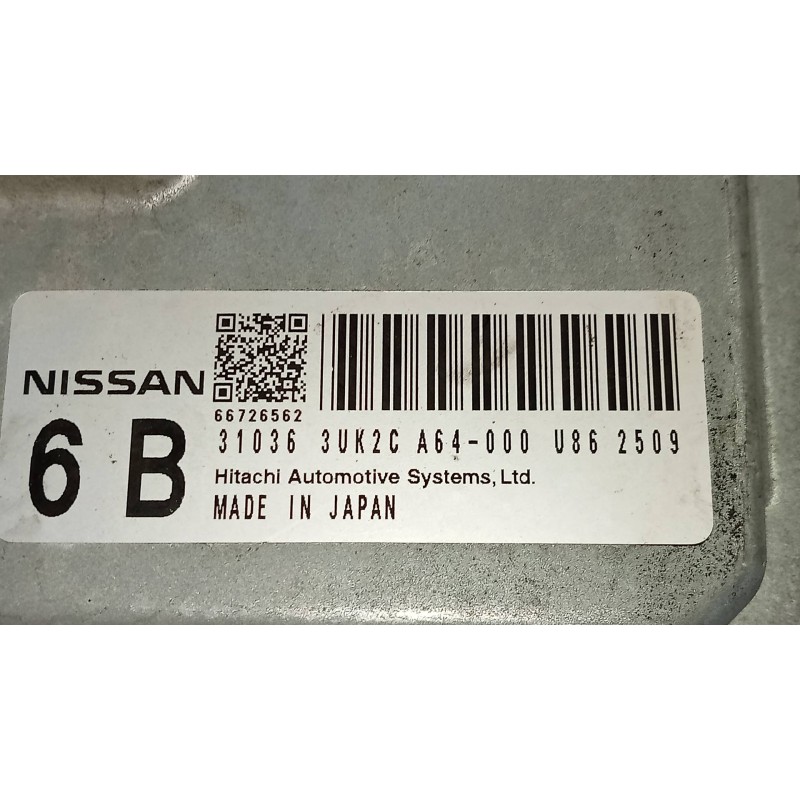 NISSAN
6 B
66726562
31036 3UK2C A64-000 U86 2509
Hitachi Automotive Systems, Ltd.
MADE IN JAPAN